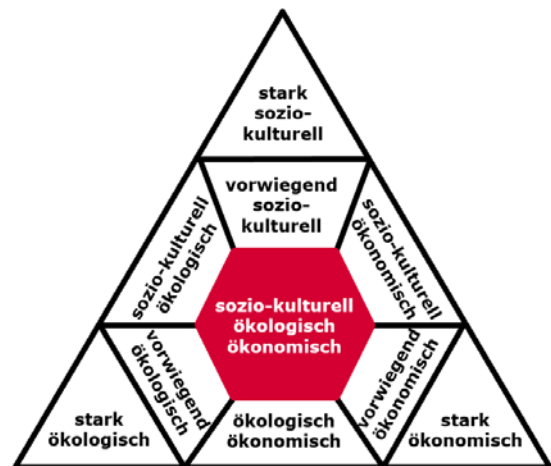 stark
sozio-
kulturell
vorwiegend
sozio-
kulturell
sozio-kulturell
ökologisch
sozio-kulturell
ökonomisch
sozio-kulturell
ökologisch
ökonomisch
stark
ökologisch
vorwiegend
ökologisch
ökologisch
ökonomisch
vorwiegend
ökonomisch
stark
ökonomisch